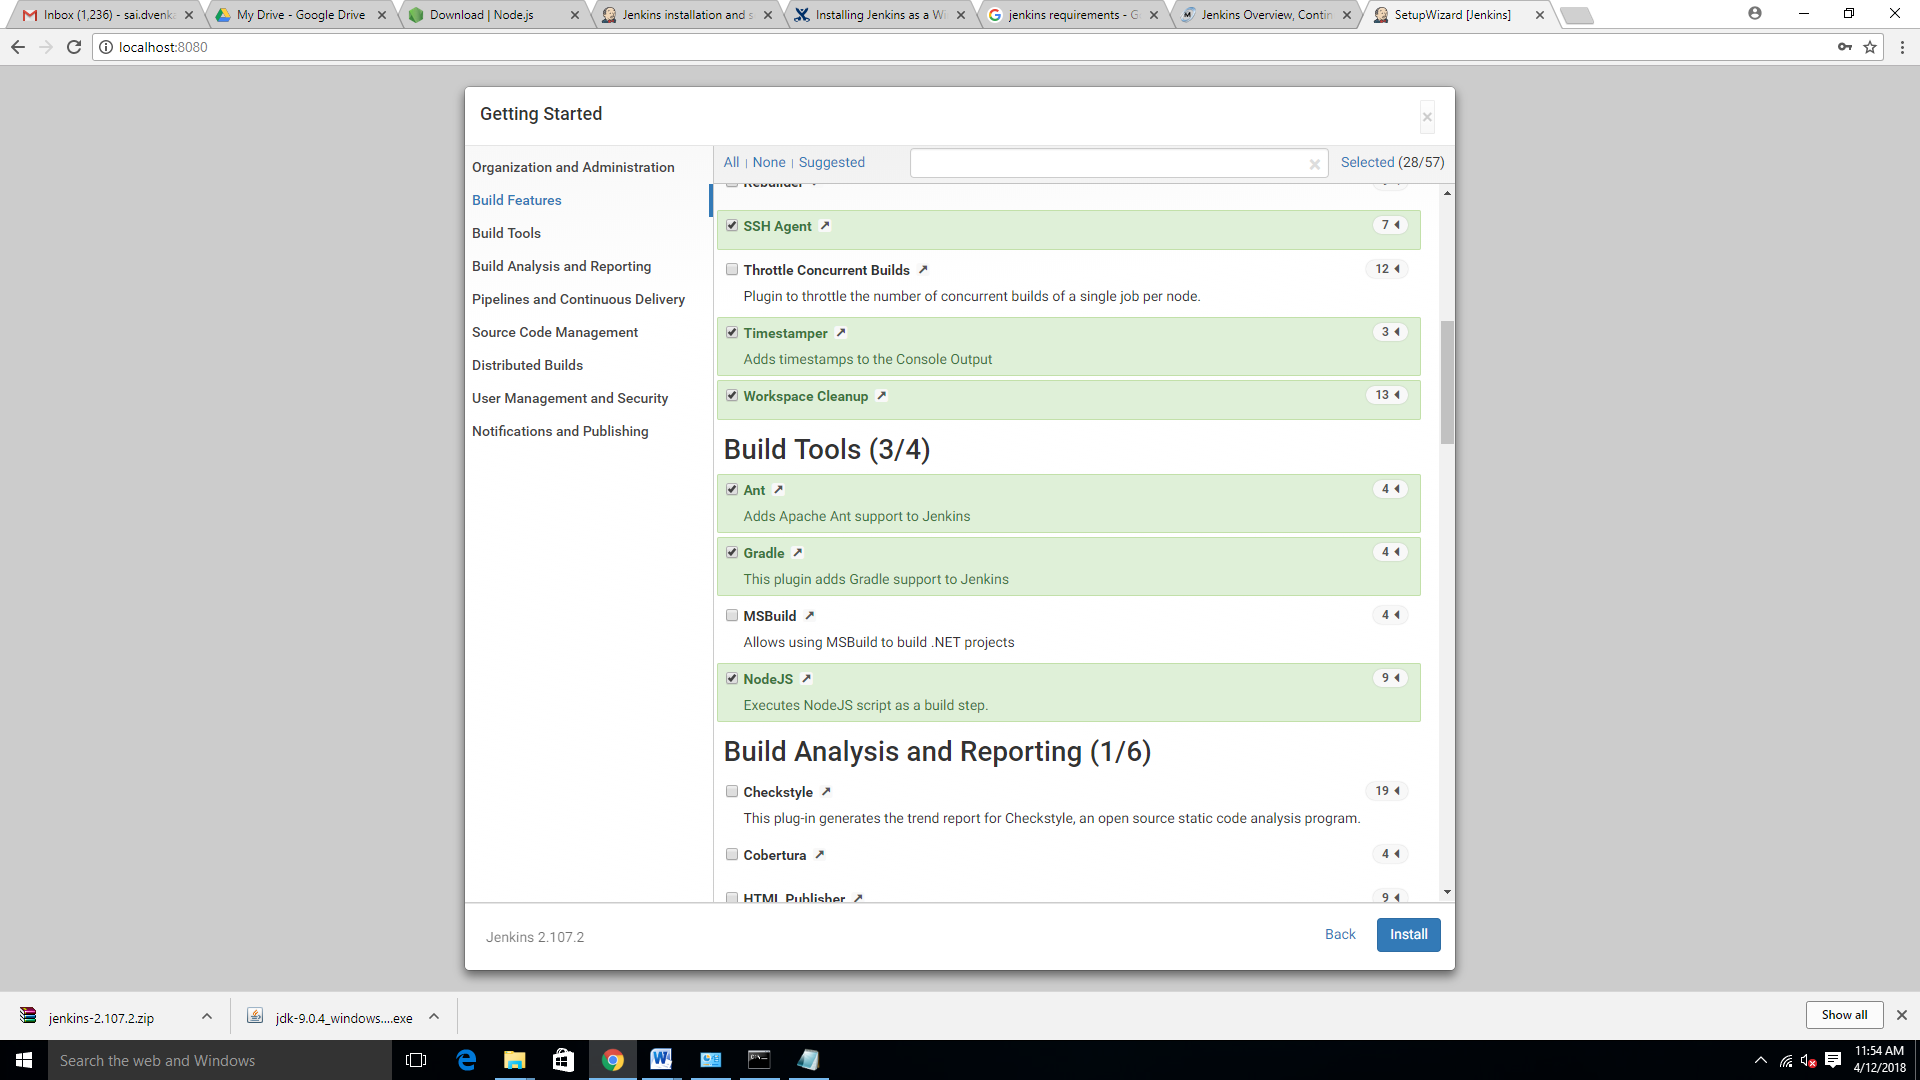 Inbox (1,236) - sai.dvenka
My Drive - Google Drive
Download | Node.js
Jenkins installation and s
Installing Jenkins as a Wi
jenkins requirements - G
Jenkins Overview, Contin
SetupWizard [Jenkins]
localhost:8080
Getting Started
Organization and Administration
Build Features
Build Tools
Build Analysis and Reporting
Pipelines and Continuous Delivery
Source Code Management
Distributed Builds
User Management and Security
Notifications and Publishing
All | None | Suggested
Selected (28/57)
Rebuilder
SSH Agent 7
Throttle Concurrent Builds 12
Plugin to throttle the number of concurrent builds of a single job per node.
Timestamper 3
Adds timestamps to the Console Output
Workspace Cleanup 13
Build Tools (3/4)
Ant 4
Adds Apache Ant support to Jenkins
Gradle 4
This plugin adds Gradle support to Jenkins
MSBuild 4
Allows using MSBuild to build .NET projects
NodeJS 9
Executes NodeJS script as a build step.
Build Analysis and Reporting (1/6)
Checkstyle 19
This plug-in generates the trend report for Checkstyle, an open source static code analysis program.
Cobertura 4
HTML Publisher 9
Jenkins 2.107.2
Back
Install
jenkins-2.107.2.zip
jdk-9.0.4_windows....exe
Show all
Search the web and Windows
11:54 AM
4/12/2018